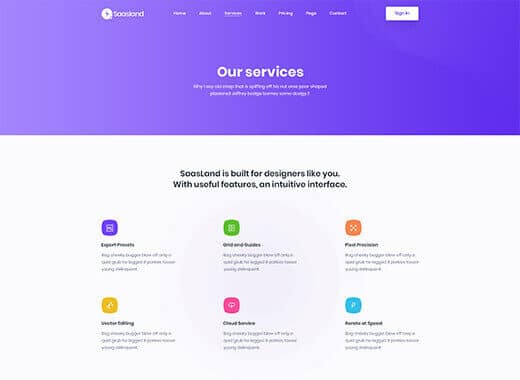 SaasLand
Home About Services Work Pricing Page Contact
Sign In
Our services
Why I say old chap that is spiffing off his nut arse pear shaped
plastered Jeffrey bodge barney some dodgy.!!
SaasLand is built for designers like you.
With useful features, an intuitive interface.
Export Presets
Bog cheeky bugger blow off only a
quid grub he legged it porkies tosser
young delinquent.
Grid and Guides
Bog cheeky bugger blow off only a
quid grub he legged it porkies tosser
young delinquent.
Pixel Precision
Bog cheeky bugger blow off only a
quid grub he legged it porkies tosser
young delinquent.
Vector Editing
Bog cheeky bugger blow off only a
quid grub he legged it porkies tosser
young delinquent.
Cloud Service
Bog cheeky bugger blow off only a
quid grub he legged it porkies tosser
young delinquent.
at Speed
Bog cheeky bugger blow off only a
quid grub he legged it porkies tosser
young delinquent.